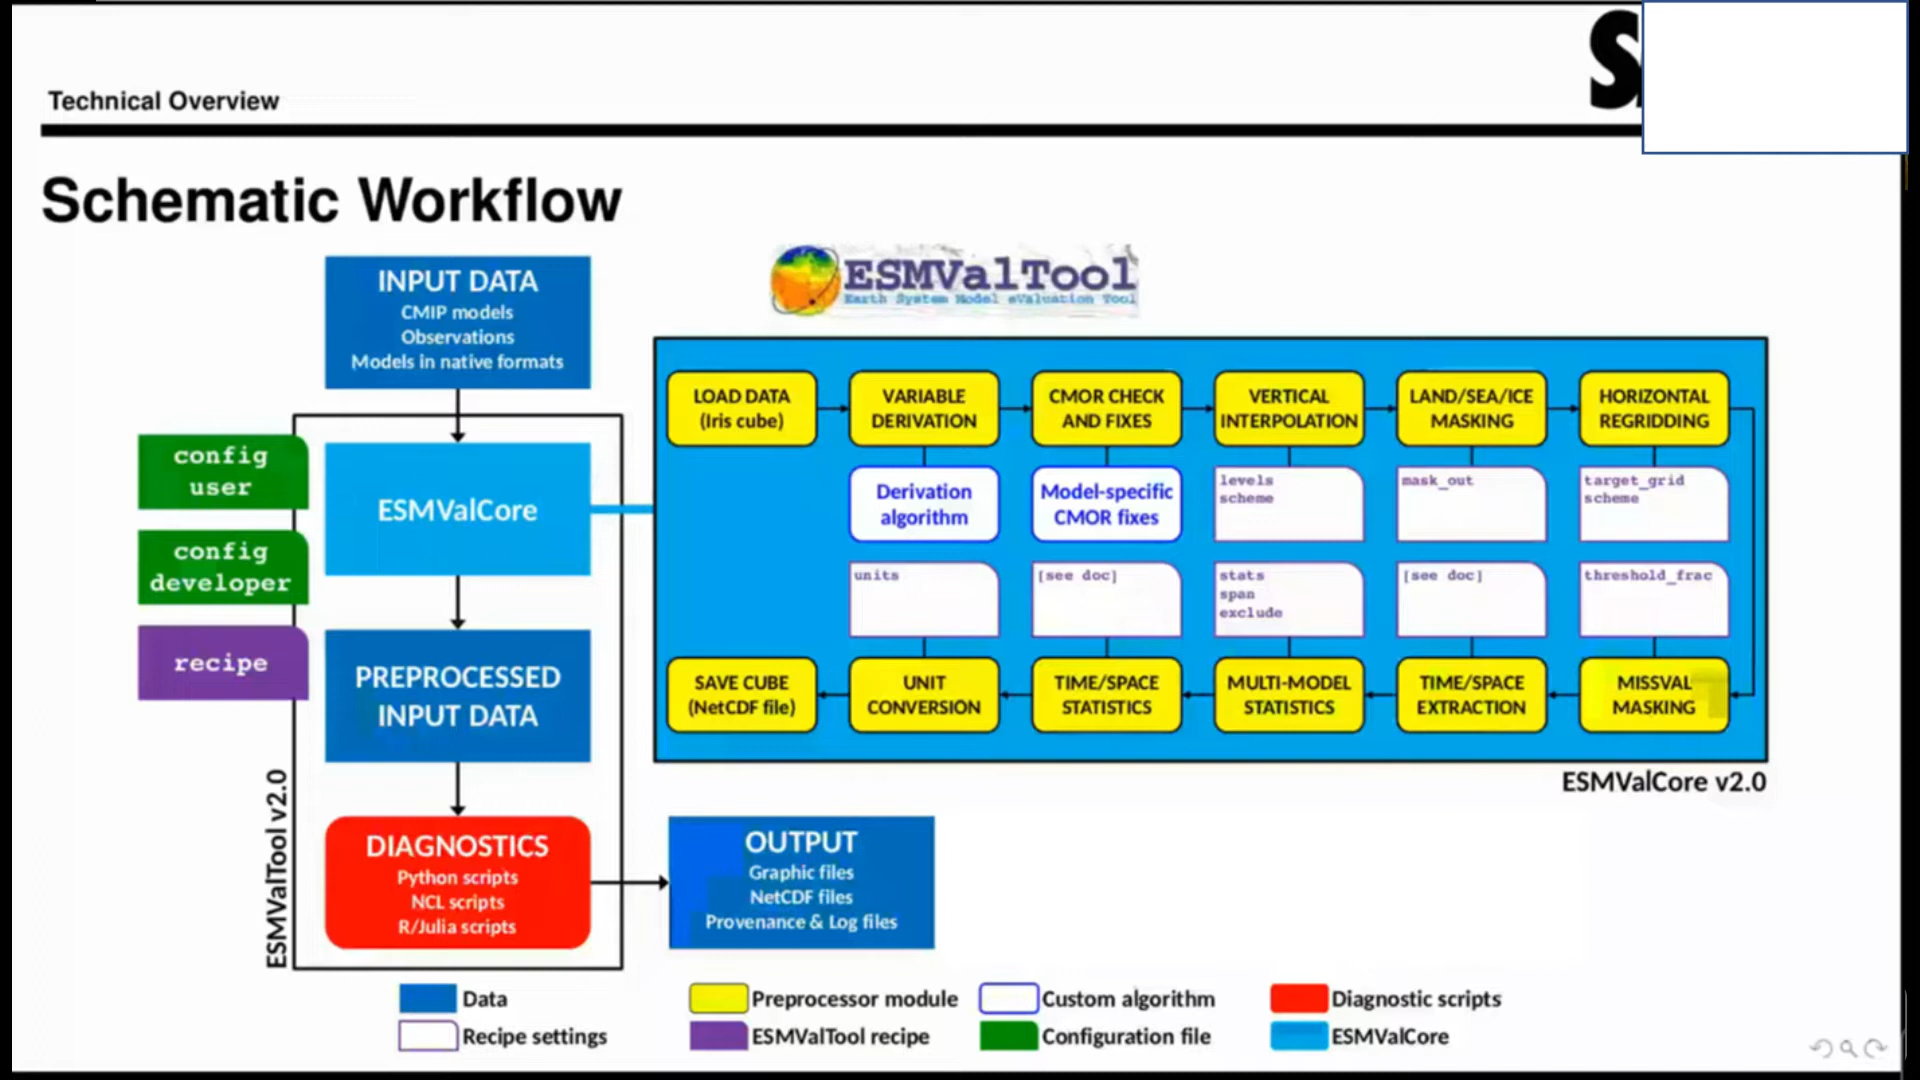 Technical Overview
Schematic Workflow
INPUT DATA
CMIP models
Observations
Models in native formats
ESMValTool
Earth System Model eValuation Tool
config
user
config
developer
recipe
ESMValCore
PREPROCESSED
INPUT DATA
DIAGNOSTICS
Python scripts
NCL scripts
R/Julia scripts
ESMValTool v2.0
LOAD DATA
(Iris cube)
VARIABLE
DERIVATION
CMOR CHECK
AND FIXES
VERTICAL
INTERPOLATION
LAND/SEA/ICE
MASKING
HORIZONTAL
REGRIDDING
Derivation
algorithm
Model-specific
CMOR fixes
levels
scheme
mask_out
target_grid
scheme
units
[see doc]
stats
span
exclude
[see doc]
threshold_frac
SAVE CUBE
(NetCDF file)
UNIT
CONVERSION
TIME/SPACE
STATISTICS
MULTI-MODEL
STATISTICS
TIME/SPACE
EXTRACTION
MISSVAL
MASKING
ESMValCore v2.0
OUTPUT
Graphic files
NetCDF files
Provenance & Log files
Data
Preprocessor module
Custom algorithm
Diagnostic scripts
Recipe settings
ESMValTool recipe
Configuration file
ESMValCore